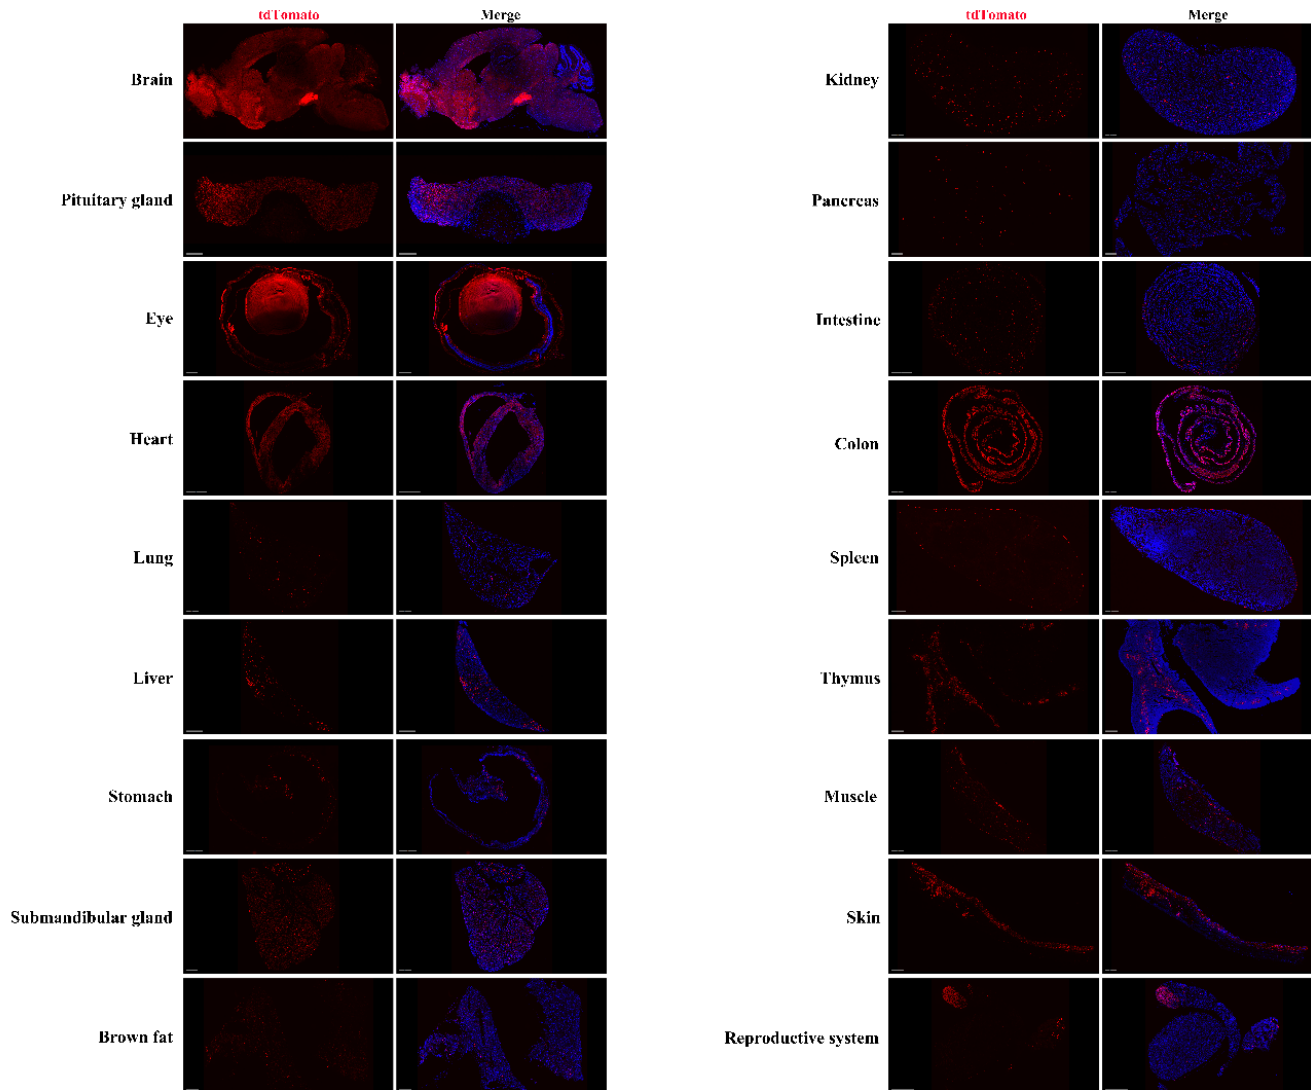 tdTomato Merge tdTomato Merge
Brain Kidney
Pituitary gland Pancreas
Eye Intestine
Heart Colon
Lung Spleen
Liver Thymus
Stomach Muscle
Submandibular gland Skin
Brown fat Reproductive system